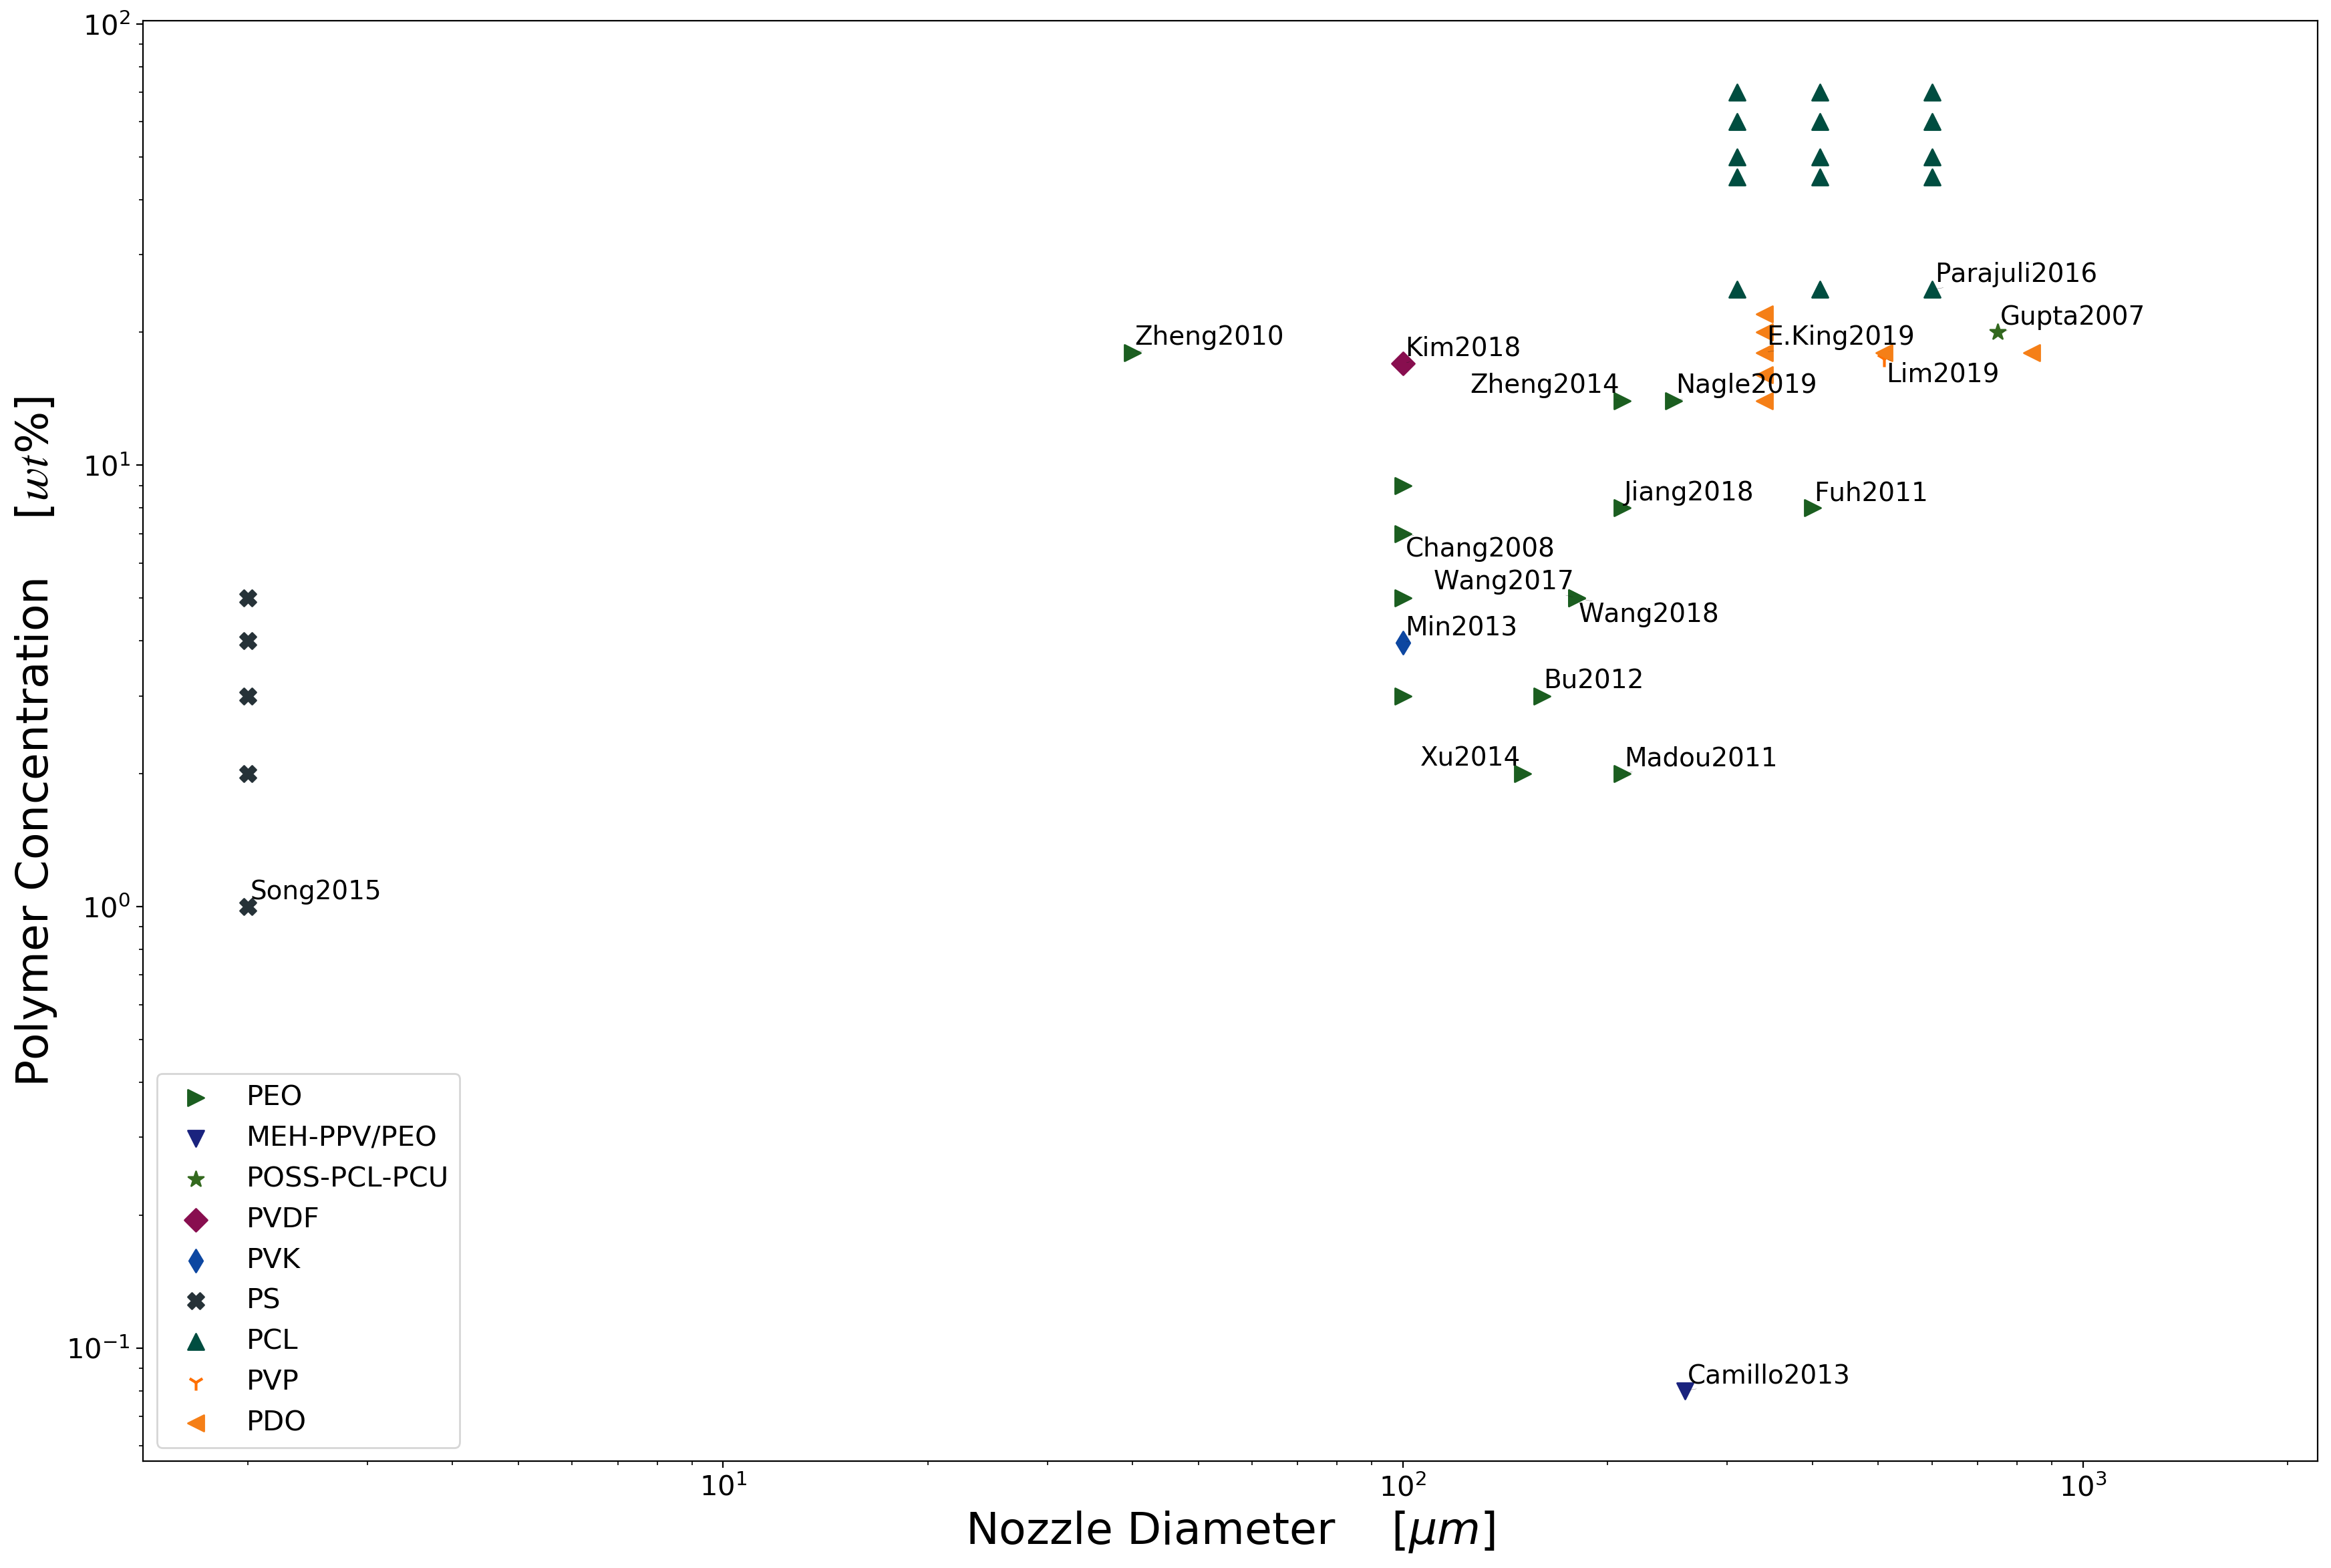 10²
10¹
10⁰
10⁻¹
Polymer Concentration [wt%]
Parajuli2016
Gupta2007
Zheng2010
E.King2019
Kim2018
Lim2019
Zheng2014
Nagle2019
Jiang2018
Fuh2011
Chang2008
Wang2017
Wang2018
Min2013
Bu2012
Xu2014
Madou2011
Song2015
Camillo2013
PEO
MEH-PPV/PEO
POSS-PCL-PCU
PVDF
PVK
PS
PCL
PVP
PDO
10¹ 10² 10³
Nozzle Diameter [μm]